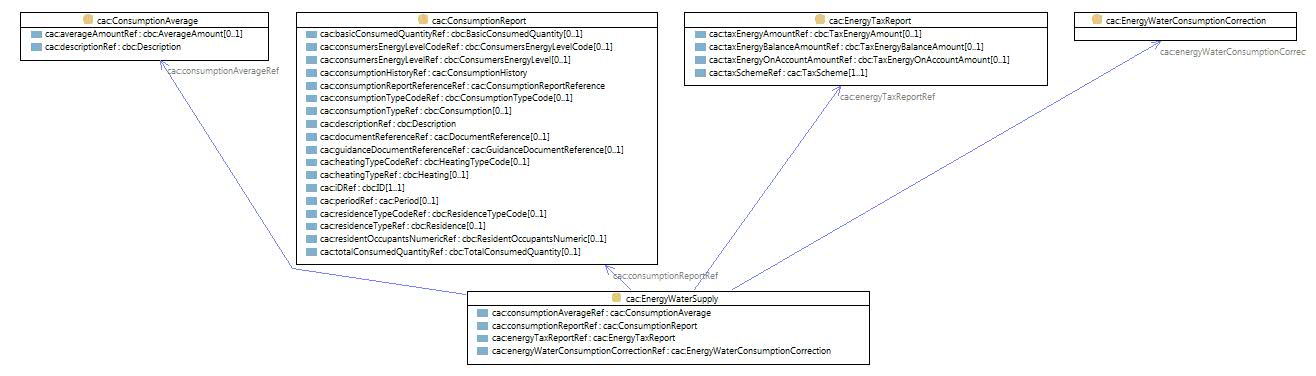 cac:ConsumptionAverage
cac:averageAmountRef : cbc:AverageAmount[0..1]
cac:descriptionRef : cbc:Description
cac:ConsumptionReport
cac:basicConsumedQuantityRef : cbc:BasicConsumedQuantity[0..1]
cac:consumersEnergyLevelCodeRef : cbc:ConsumersEnergyLevelCode[0..1]
cac:consumersEnergyLevelRef : cbc:ConsumersEnergyLevel[0..1]
cac:consumptionHistoryRef : cac:ConsumptionHistory
cac:consumptionReportReferenceRef : cac:ConsumptionReportReference
cac:consumptionTypeCodeRef : cbc:ConsumptionTypeCode[0..1]
cac:consumptionTypeRef : cbc:Consumption[0..1]
cac:descriptionRef : cbc:Description
cac:documentReferenceRef : cac:DocumentReference[0..1]
cac:guidanceDocumentReferenceRef : cac:GuidanceDocumentReference[0..1]
cac:heatingTypeCodeRef : cbc:HeatingTypeCode[0..1]
cac:heatingTypeRef : cbc:Heating[0..1]
cac:iDRef : cbc:ID[1..1]
cac:periodRef : cac:Period[0..1]
cac:residenceTypeCodeRef : cbc:ResidenceTypeCode[0..1]
cac:residenceTypeRef : cbc:Residence[0..1]
cac:residentOccupantsNumericRef : cbc:ResidentOccupantsNumeric[0..1]
cac:totalConsumedQuantityRef : cbc:TotalConsumedQuantity[0..1]
cac:EnergyTaxReport
cac:taxEnergyAmountRef : cbc:TaxEnergyAmount[0..1]
cac:taxEnergyBalanceAmountRef : cbc:TaxEnergyBalanceAmount[0..1]
cac:taxEnergyOnAccountAmountRef : cbc:TaxEnergyOnAccountAmount[0..1]
cac:taxSchemeRef : cac:TaxScheme[1..1]
cac:EnergyWaterConsumptionCorrection
cac:consumptionAverageRef
cac:energyTaxReportRef
cac:energyWaterConsumptionCorrec
cac:consumptionReportRef
cac:EnergyWaterSupply
cac:consumptionAverageRef : cac:ConsumptionAverage
cac:consumptionReportRef : cac:ConsumptionReport
cac:energyTaxReportRef : cac:EnergyTaxReport
cac:energyWaterConsumptionCorrectionRef : cac:EnergyWaterConsumptionCorrection